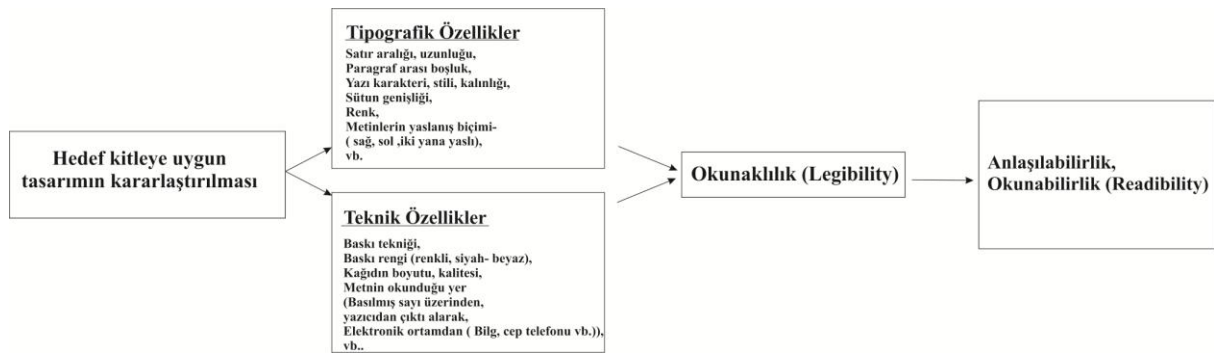 Hedef kitleye uygun
tasarımın kararlaştırılması
Tipografik Özellikler
Satır aralığı, uzunluğu,
Paragraf arası boşluk,
Yazı karakteri, stili, kalınlığı,
Sütun genişliği,
Renk,
Metinlerin yaslanış biçimi-
( sağ, sol ,iki yana yaslı),
vb.
Teknik Özellikler
Baskı tekniği,
Baskı rengi (renkli, siyah- beyaz),
Kağıdın boyutu, kalitesi,
Metnin okunduğu yer
(Basılmış sayı üzerinden,
yazıcıdan çıktı alarak,
Elektronik ortamdan ( Bilg, cep telefonu vb.)),
vb..
Okunaklılık (Legibility)
Anlaşılabilirlik,
Okunabilirlik (Readibility)